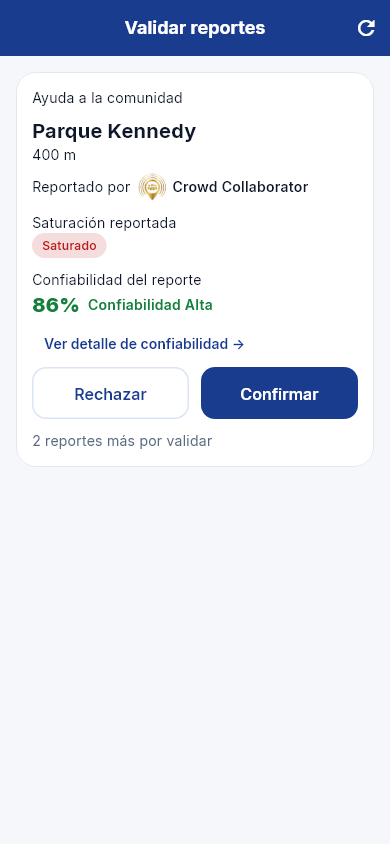 Validar reportes
Ayuda a la comunidad
Parque Kennedy
400 m
Reportado por Crowd Collaborator
Saturación reportada
Saturado
Confiabilidad del reporte
86% Confiabilidad Alta
Ver detalle de confiabilidad →
Rechazar Confirmar
2 reportes más por validar